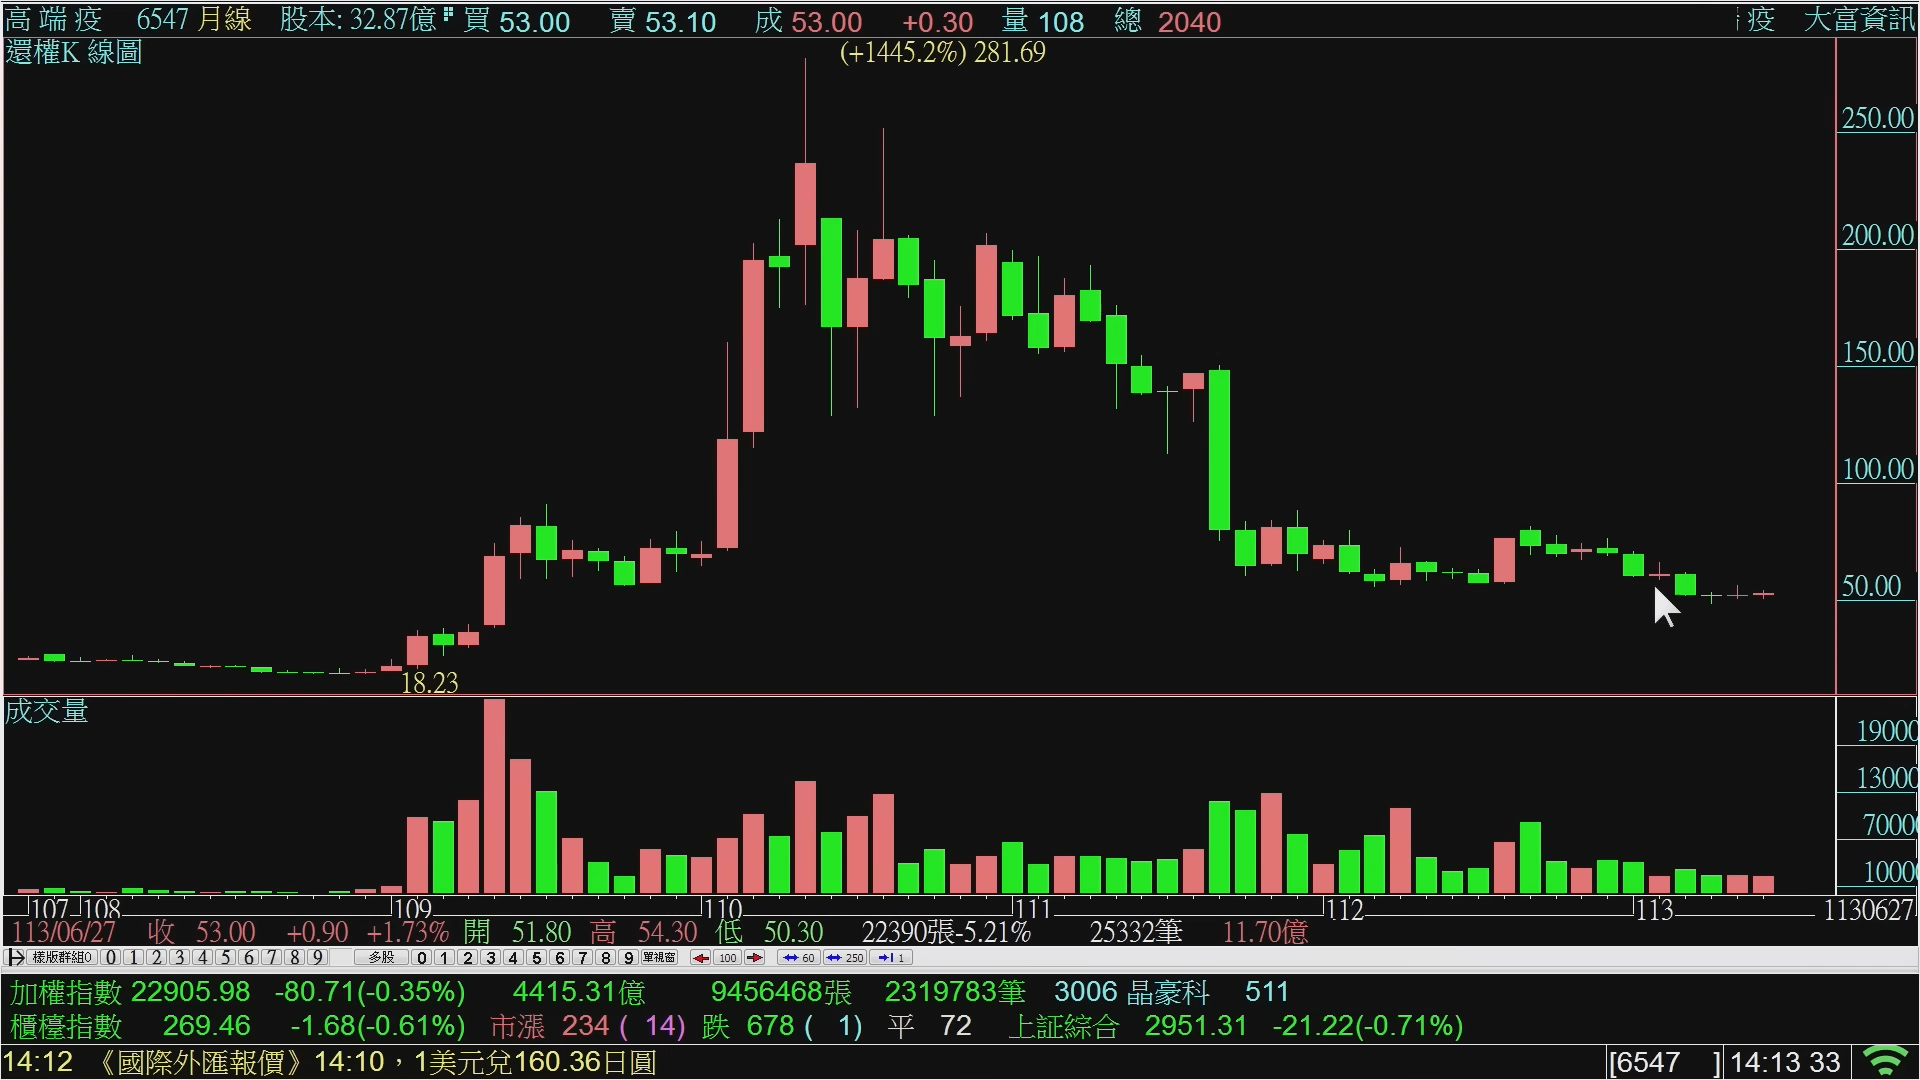 高 端 疫 6547 月線 股本: 32.87億 買 53.00 賣 53.10 成 53.00 +0.30 量 108 總 2040 疫 大富資訊
還權K 線圖
(+1445.2%) 281.69
250.00
200.00
150.00
100.00
50.00
18.23
成交量
19000
13000
70000
10000
107 108 109 110 111 112 113 1130627
113/06/27 收 53.00 +0.90 +1.73% 開 51.80 高 54.30 低 50.30 22390張-5.21% 25332筆 11.70億
樣版群組0 0 1 2 3 4 5 6 7 8 9 多股 0 1 2 3 4 5 6 7 8 9 單視窗 100 60 250 1
加權指數 22905.98 -80.71(-0.35%) 4415.31億 9456468張 2319783筆 3006 晶豪科 511
櫃檯指數 269.46 -1.68(-0.61%) 市漲 234 ( 14) 跌 678 ( 1) 平 72 上証綜合 2951.31 -21.22(-0.71%)
14:12 《國際外匯報價》14:10，1美元兌160.36日圓 [6547 ] 14:13 33